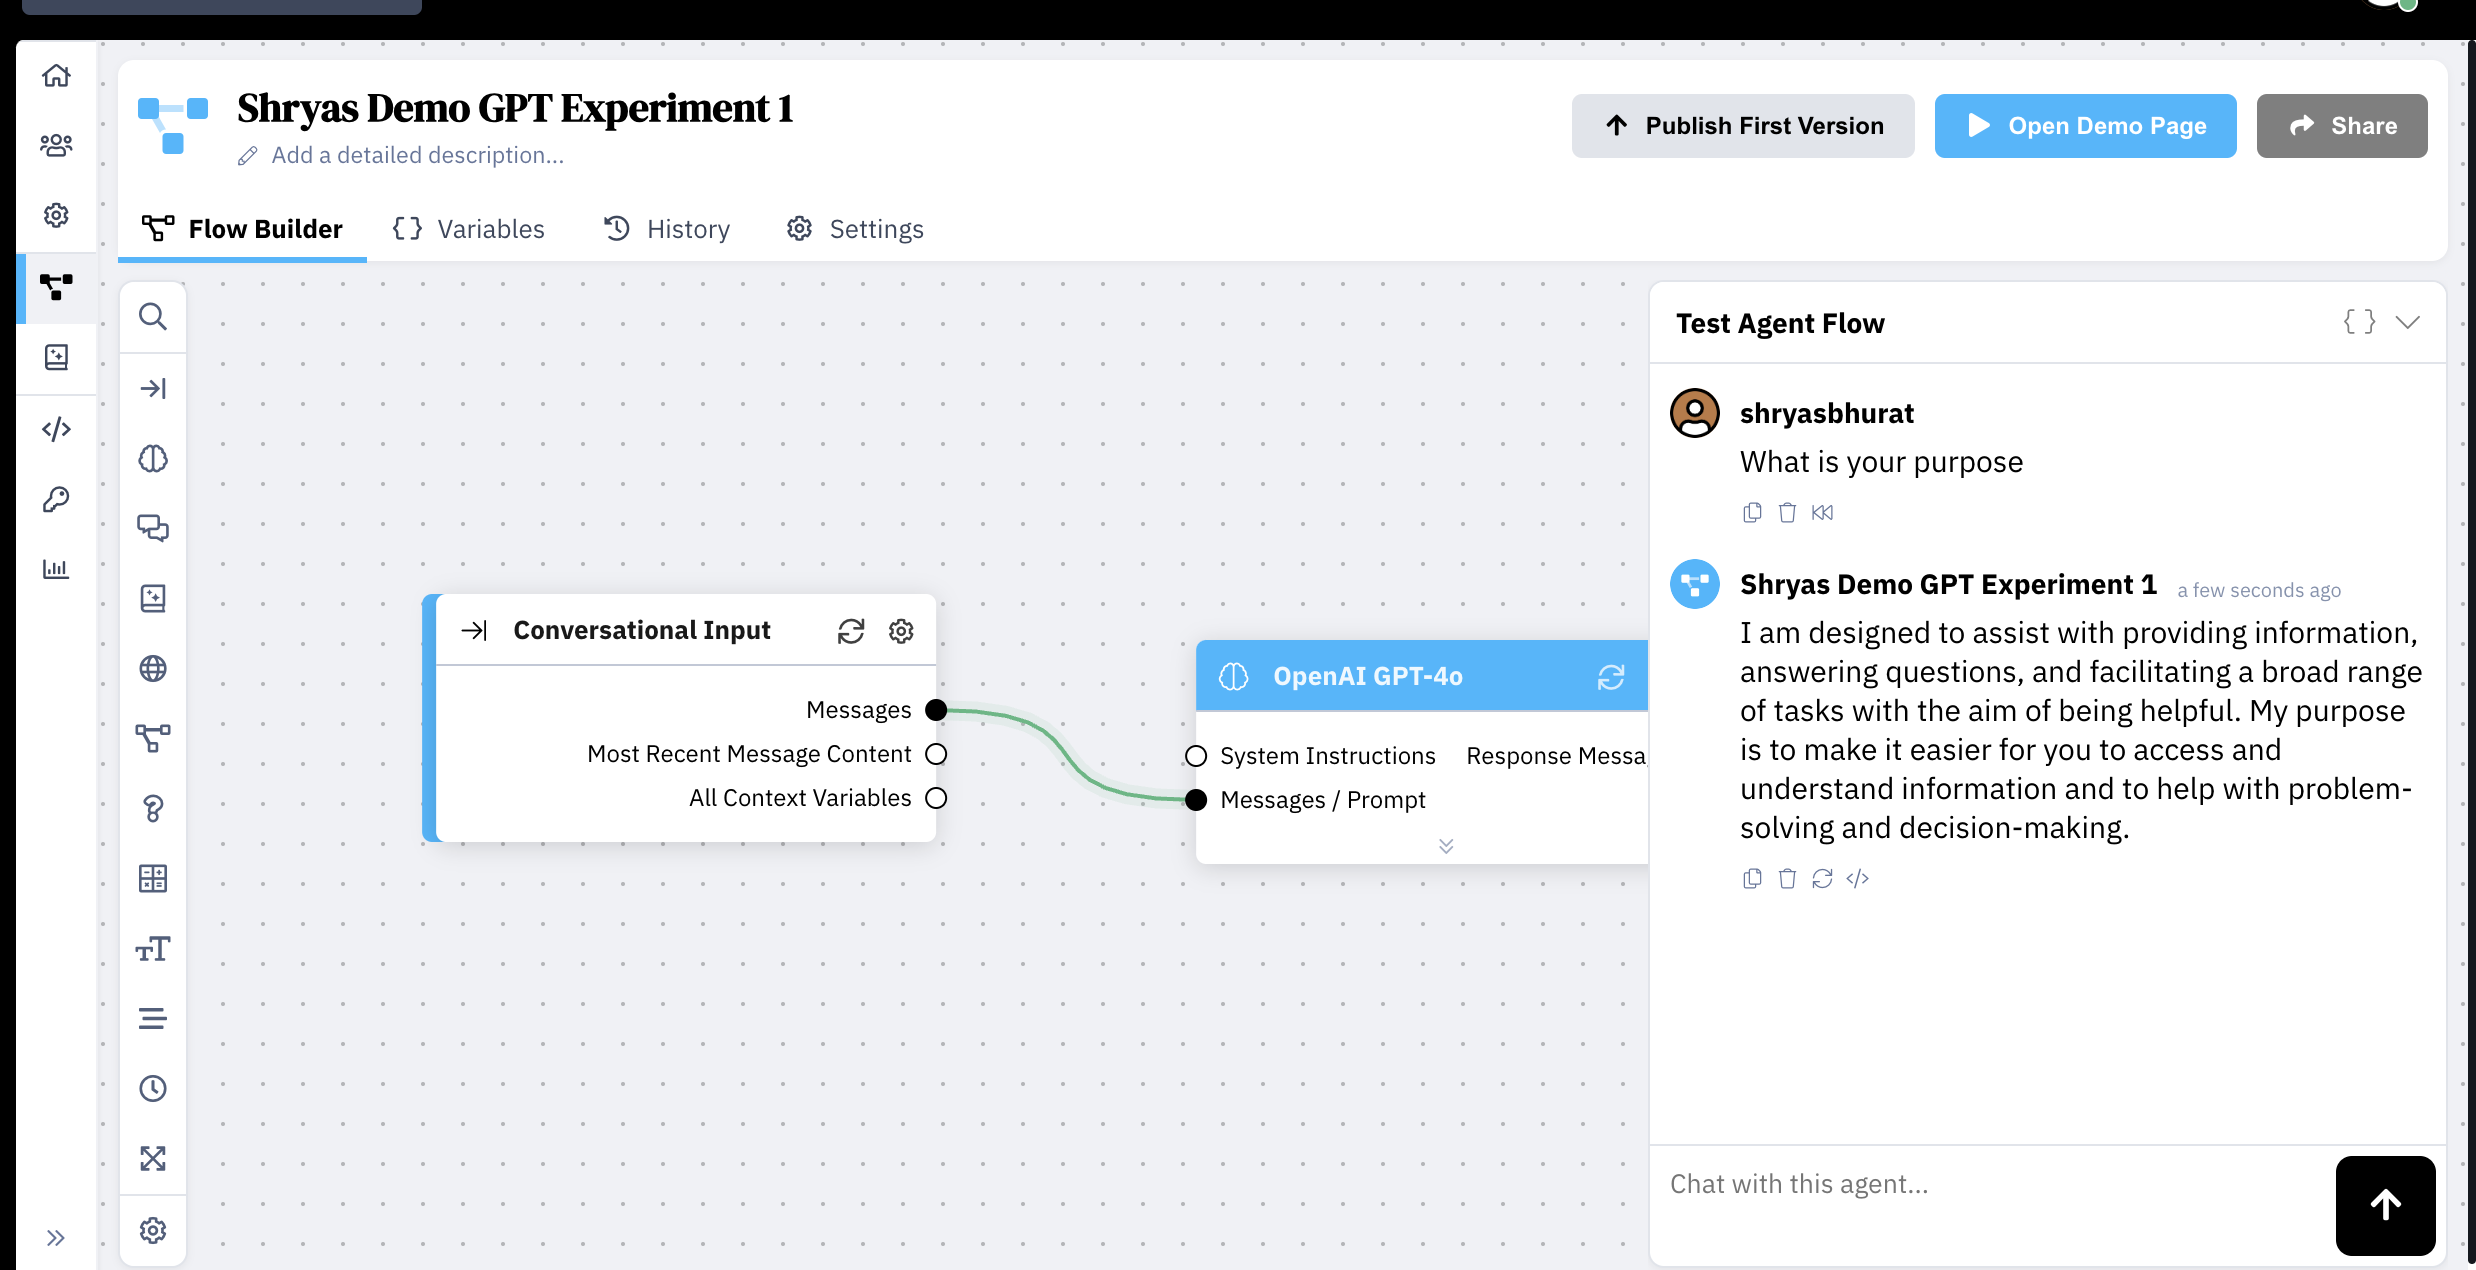 Shryas Demo GPT Experiment 1
Add a detailed description...
Publish First Version
Open Demo Page
Share
Flow Builder
Variables
History
Settings
Conversational Input
Messages
Most Recent Message Content
All Context Variables
OpenAI GPT-4o
System Instructions
Response Messa
Messages / Prompt
Test Agent Flow
shryasbhurat
What is your purpose
Shryas Demo GPT Experiment 1
a few seconds ago
I am designed to assist with providing information,
answering questions, and facilitating a broad range
of tasks with the aim of being helpful. My purpose
is to make it easier for you to access and
understand information and to help with problem-
solving and decision-making.
Chat with this agent...